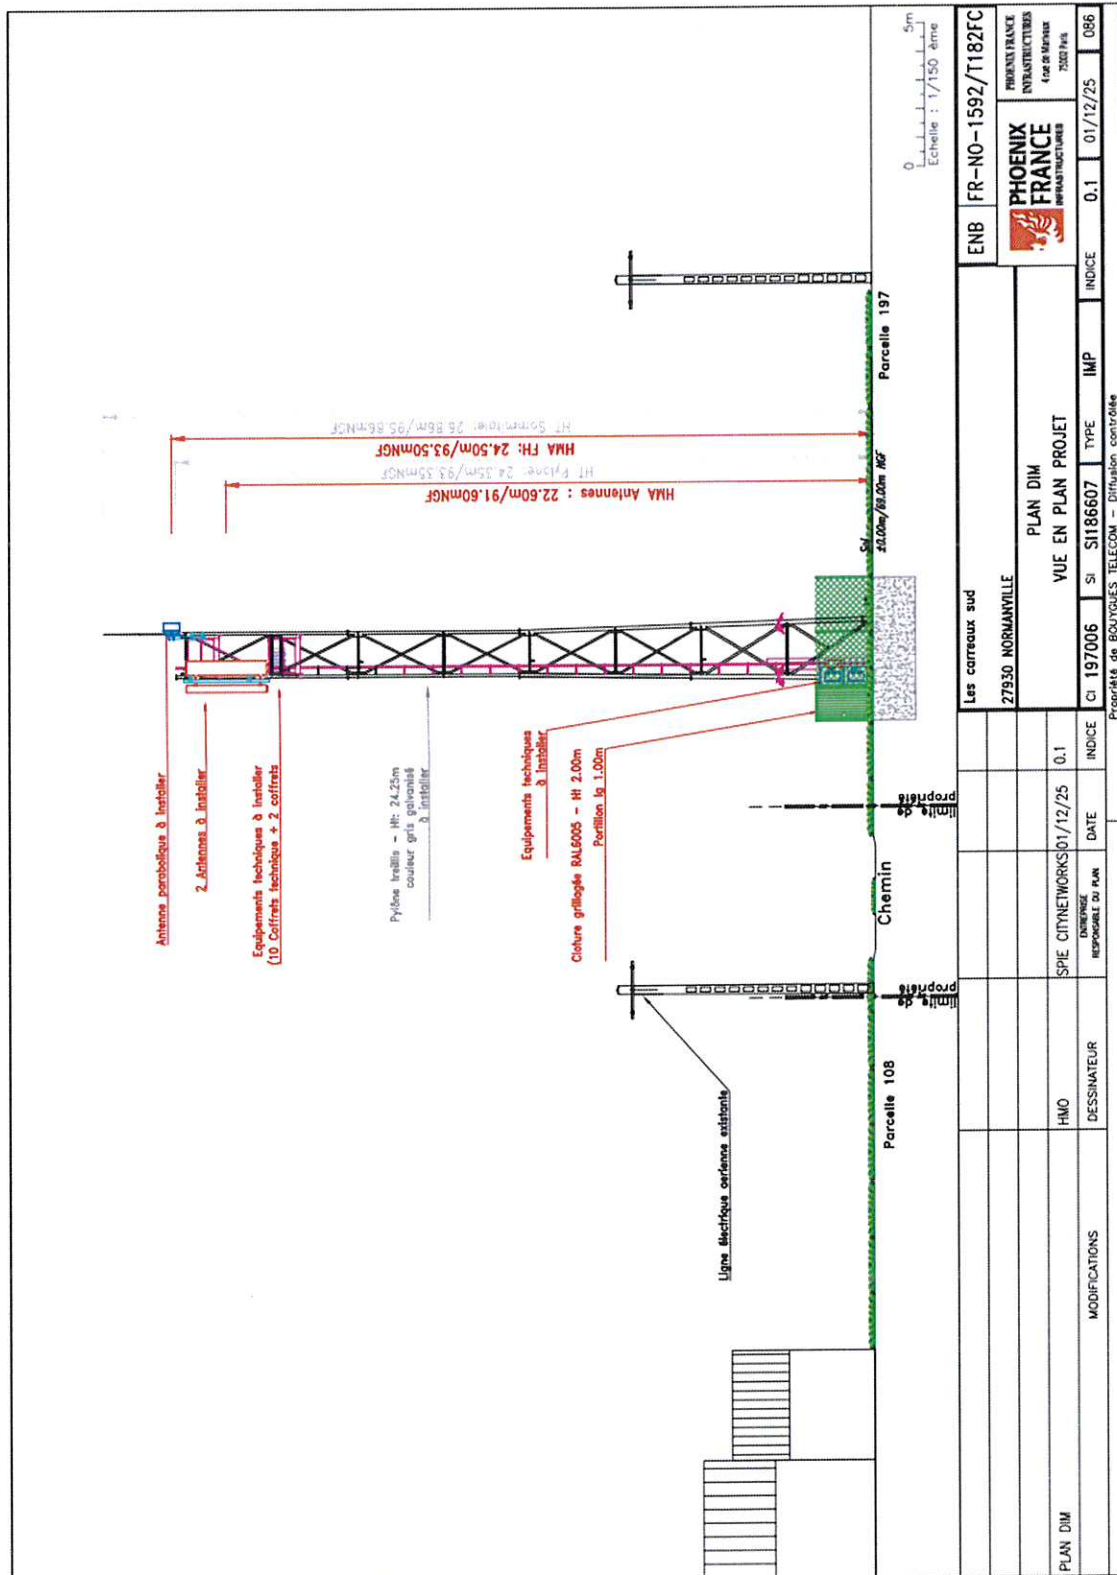 Antenne parabolique à installer
2 Antennes à installer
Equipements techniques à installer
(10 Coffrets technique + 2 coffrets
Pylône treillis - Ht: 24.25m
couleur gris galvanisé
à installer
Equipements techniques
à installer
Cloture grillagée RAL6005 - Ht 2.00m
Portillon lg 1.00m
Ligne électrique aerienne existante
HT Sommitale: 26.86m/95.86mNGF
HMA FH: 24.50m/93.50mNGF
HT Pylone: 24.35m/93.35mNGF
HMA Antennes : 22.60m/91.60mNGF
Sol
±0.00m/69.00m NGF
Parcelle 108
limite de
propriété
Chemin
limite de
propriété
Parcelle 197
0 5m
Echelle : 1/150 ème
Les carreaux sud
27930 NORMANVILLE
ENB FR-NO-1592/T182FC
PLAN DIM
VUE EN PLAN PROJET
PHOENIX
FRANCE
INFRASTRUCTURES
PHOENIX FRANCE
INFRASTRUCTURES
4 rue de Marivaux
75002 Paris
PLAN DIM HMO SPIE CITYNETWORKS 01/12/25 0.1
MODIFICATIONS DESSINATEUR ENTREPRISE RESPONSABLE DU PLAN DATE INDICE
CI 1197006 SI SI186607 TYPE IMP INDICE 0.1 01/12/25 086
Propriété de BOUYGUES TELECOM - Diffusion contrôlée